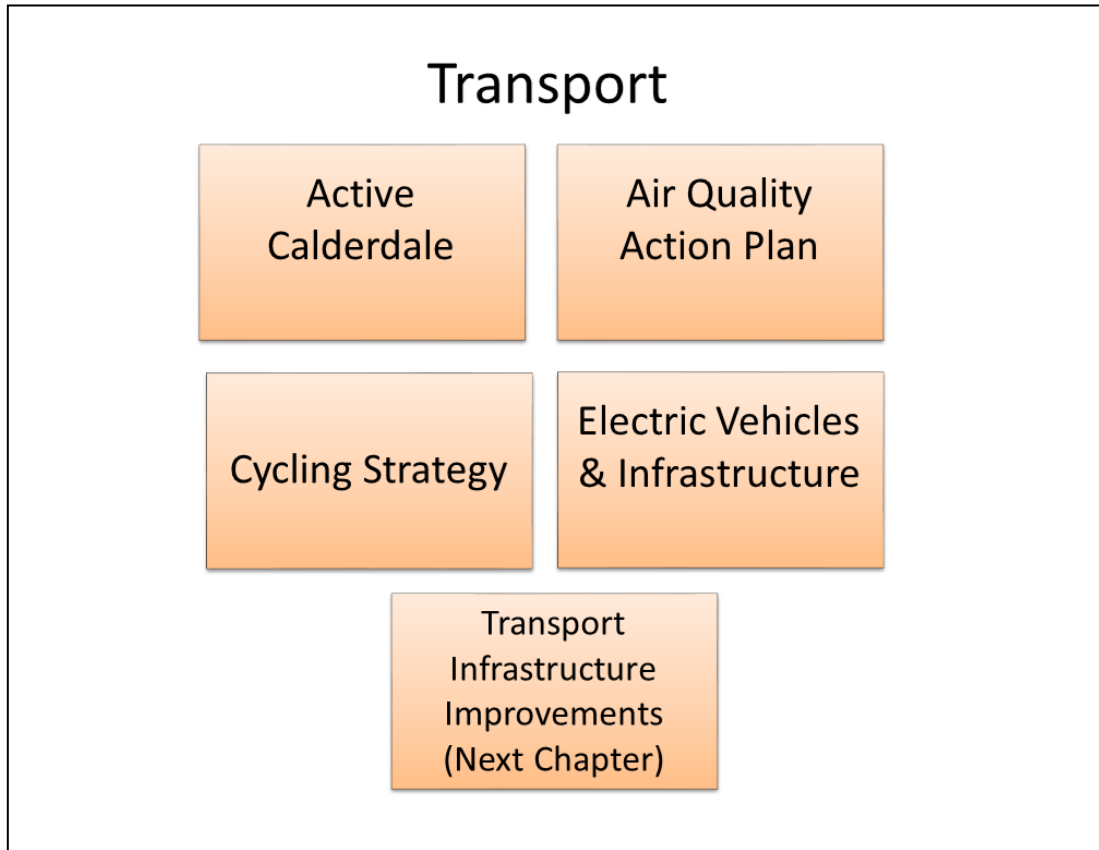 Transport
Active
Calderdale
Air Quality
Action Plan
Cycling Strategy
Electric Vehicles
& Infrastructure
Transport
Infrastructure
Improvements
(Next Chapter)